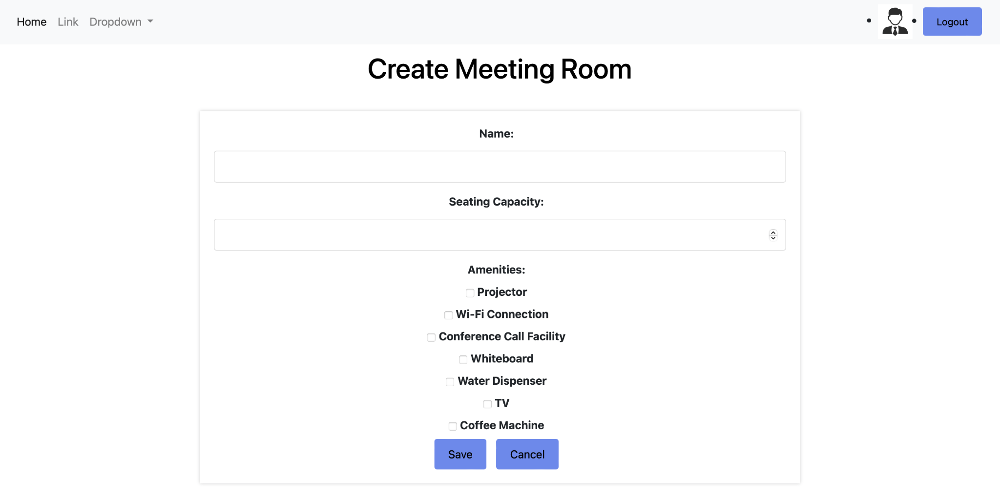 Home Link Dropdown Logout
Create Meeting Room
Name:
Seating Capacity:
Amenities:
Projector
Wi-Fi Connection
Conference Call Facility
Whiteboard
Water Dispenser
TV
Coffee Machine
Save Cancel